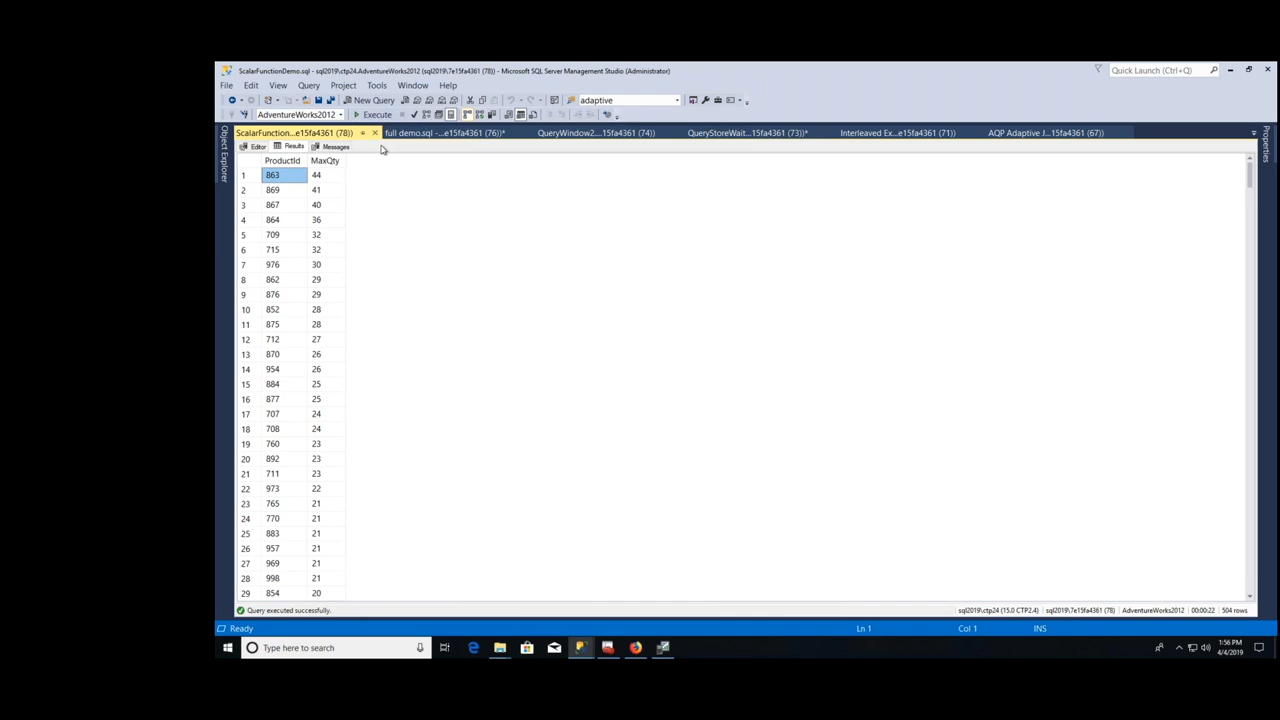 ScalarFunctionDemo.sql - sql2019\ctp24.AdventureWorks2012 (sql2019\7e15fa4361 (78)) - Microsoft SQL Server Management Studio (Administrator)
Quick Launch (Ctrl+Q)
File Edit View Query Project Tools Window Help
New Query adaptive
AdventureWorks2012 Execute
ScalarFunction...e15fa4361 (78)) full demo.sql -...e15fa4361 (76))* QueryWindow2....15fa4361 (74)) QueryStoreWait...15fa4361 (73))* Interleaved Ex...e15fa4361 (71)) AQP Adaptive J...15fa4361 (67))
Object Explorer
Properties
Editor Results Messages
ProductId MaxQty
1 863 44
2 869 41
3 867 40
4 864 36
5 709 32
6 715 32
7 976 30
8 862 29
9 876 29
10 852 28
11 875 28
12 712 27
13 870 26
14 954 26
15 884 25
16 877 25
17 707 24
18 708 24
19 760 23
20 892 23
21 711 23
22 973 22
23 765 21
24 770 21
25 883 21
26 957 21
27 969 21
28 998 21
29 854 20
Query executed successfully. sql2019\ctp24 (15.0 CTP2.4) sql2019\7e15fa4361 (78) AdventureWorks2012 00:00:22 504 rows
Ready Ln 1 Col 1 INS
Type here to search
1:56 PM
4/4/2019